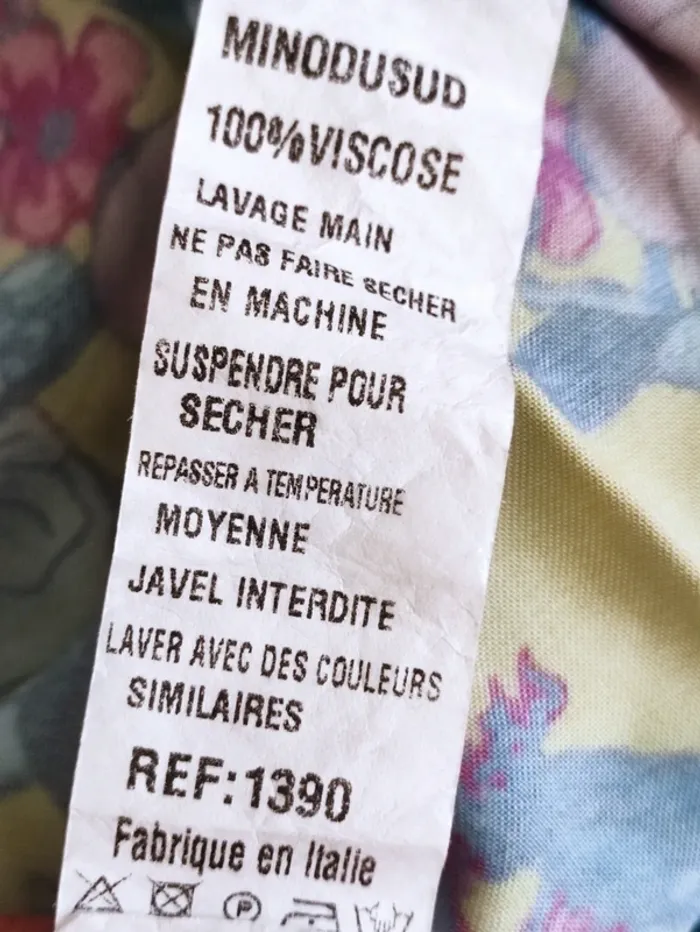 MINODUSUD
100%VISCOSE
LAVAGE MAIN
NE PAS FAIRE SECHER
EN MACHINE
SUSPENDRE POUR
SECHER
REPASSER A TEMPERATURE
MOYENNE
JAVEL INTERDITE
LAVER AVEC DES COULEURS
SIMILAIRES
REF:1390
Fabrique en Italie
P